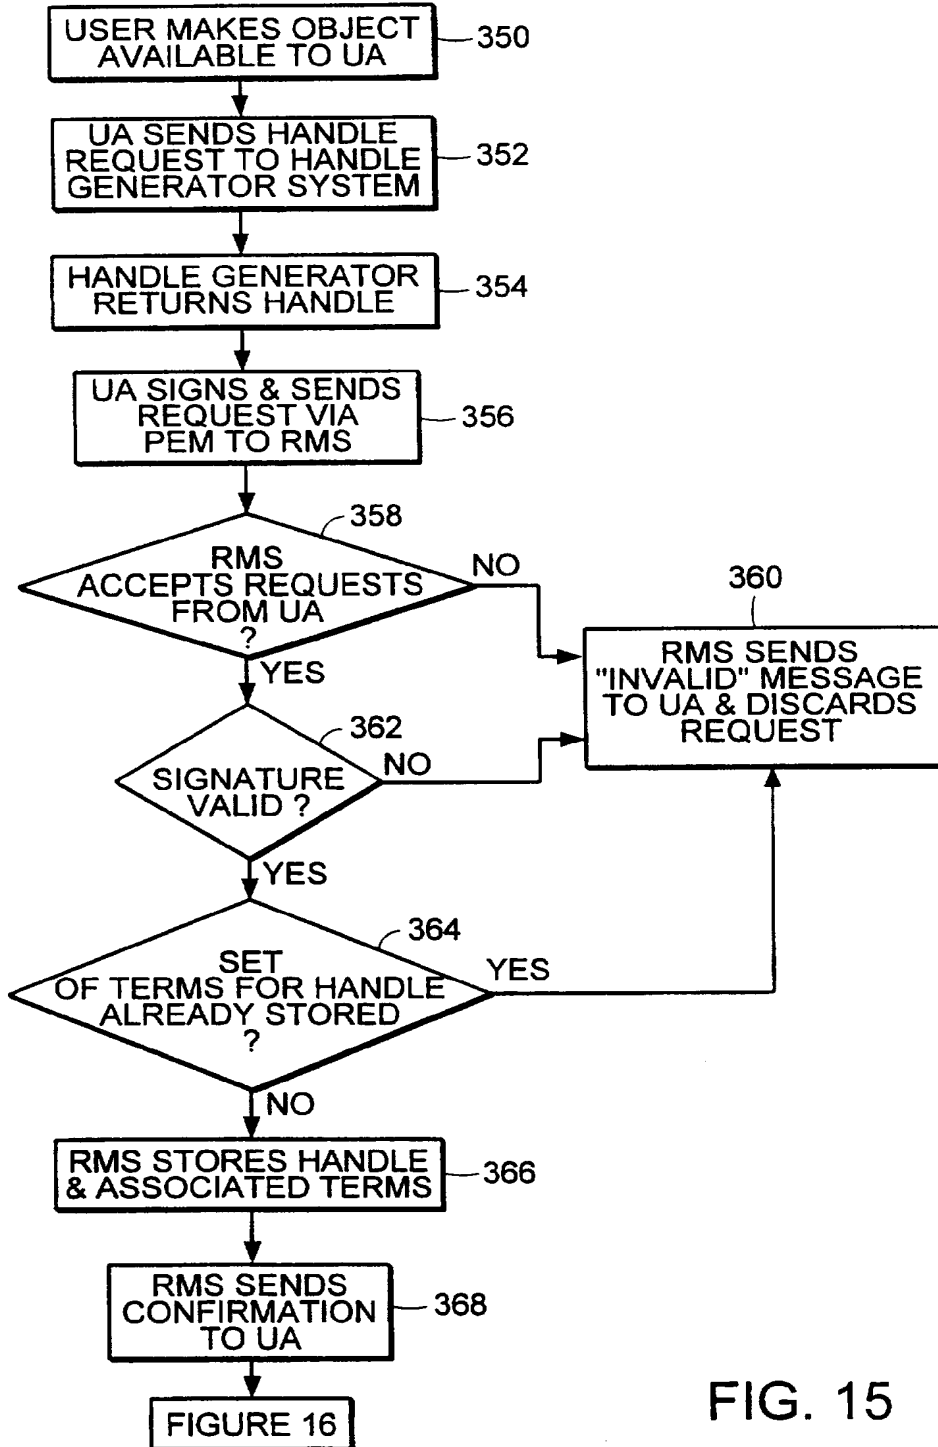 USER MAKES OBJECT
AVAILABLE TO UA
350
UA SENDS HANDLE
REQUEST TO HANDLE
GENERATOR SYSTEM
352
HANDLE GENERATOR
RETURNS HANDLE
354
UA SIGNS & SENDS
REQUEST VIA
PEM TO RMS
356
358
RMS
ACCEPTS REQUESTS
FROM UA
?
NO
YES
360
RMS SENDS
"INVALID" MESSAGE
TO UA & DISCARDS
REQUEST
362
SIGNATURE
VALID ?
NO
YES
364
SET
OF TERMS FOR HANDLE
ALREADY STORED
?
YES
NO
RMS STORES HANDLE
& ASSOCIATED TERMS
366
RMS SENDS
CONFIRMATION
TO UA
368
FIGURE 16
FIG. 15